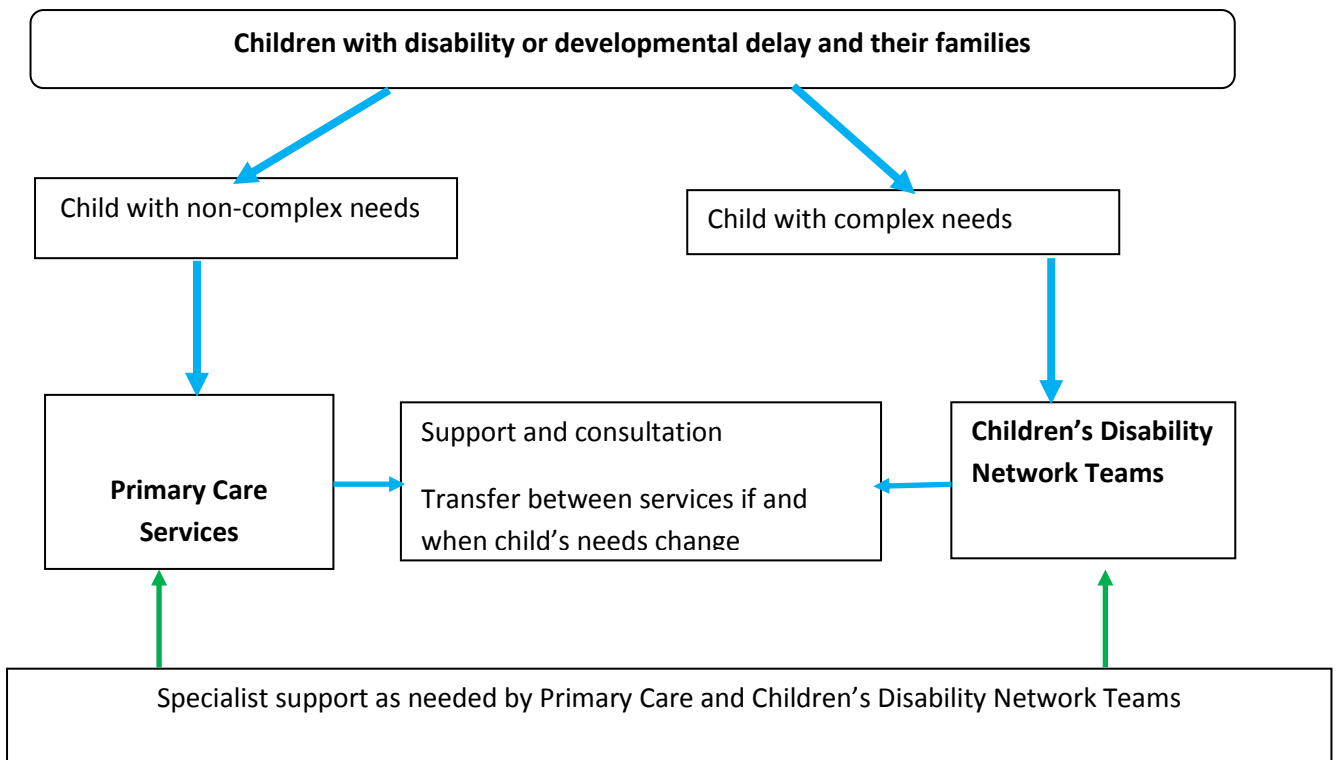 Children with disability or developmental delay and their families
Child with non-complex needs
Child with complex needs
Primary Care
Services
Support and consultation
Transfer between services if and
when child’s needs change
Children’s Disability
Network Teams
Specialist support as needed by Primary Care and Children’s Disability Network Teams